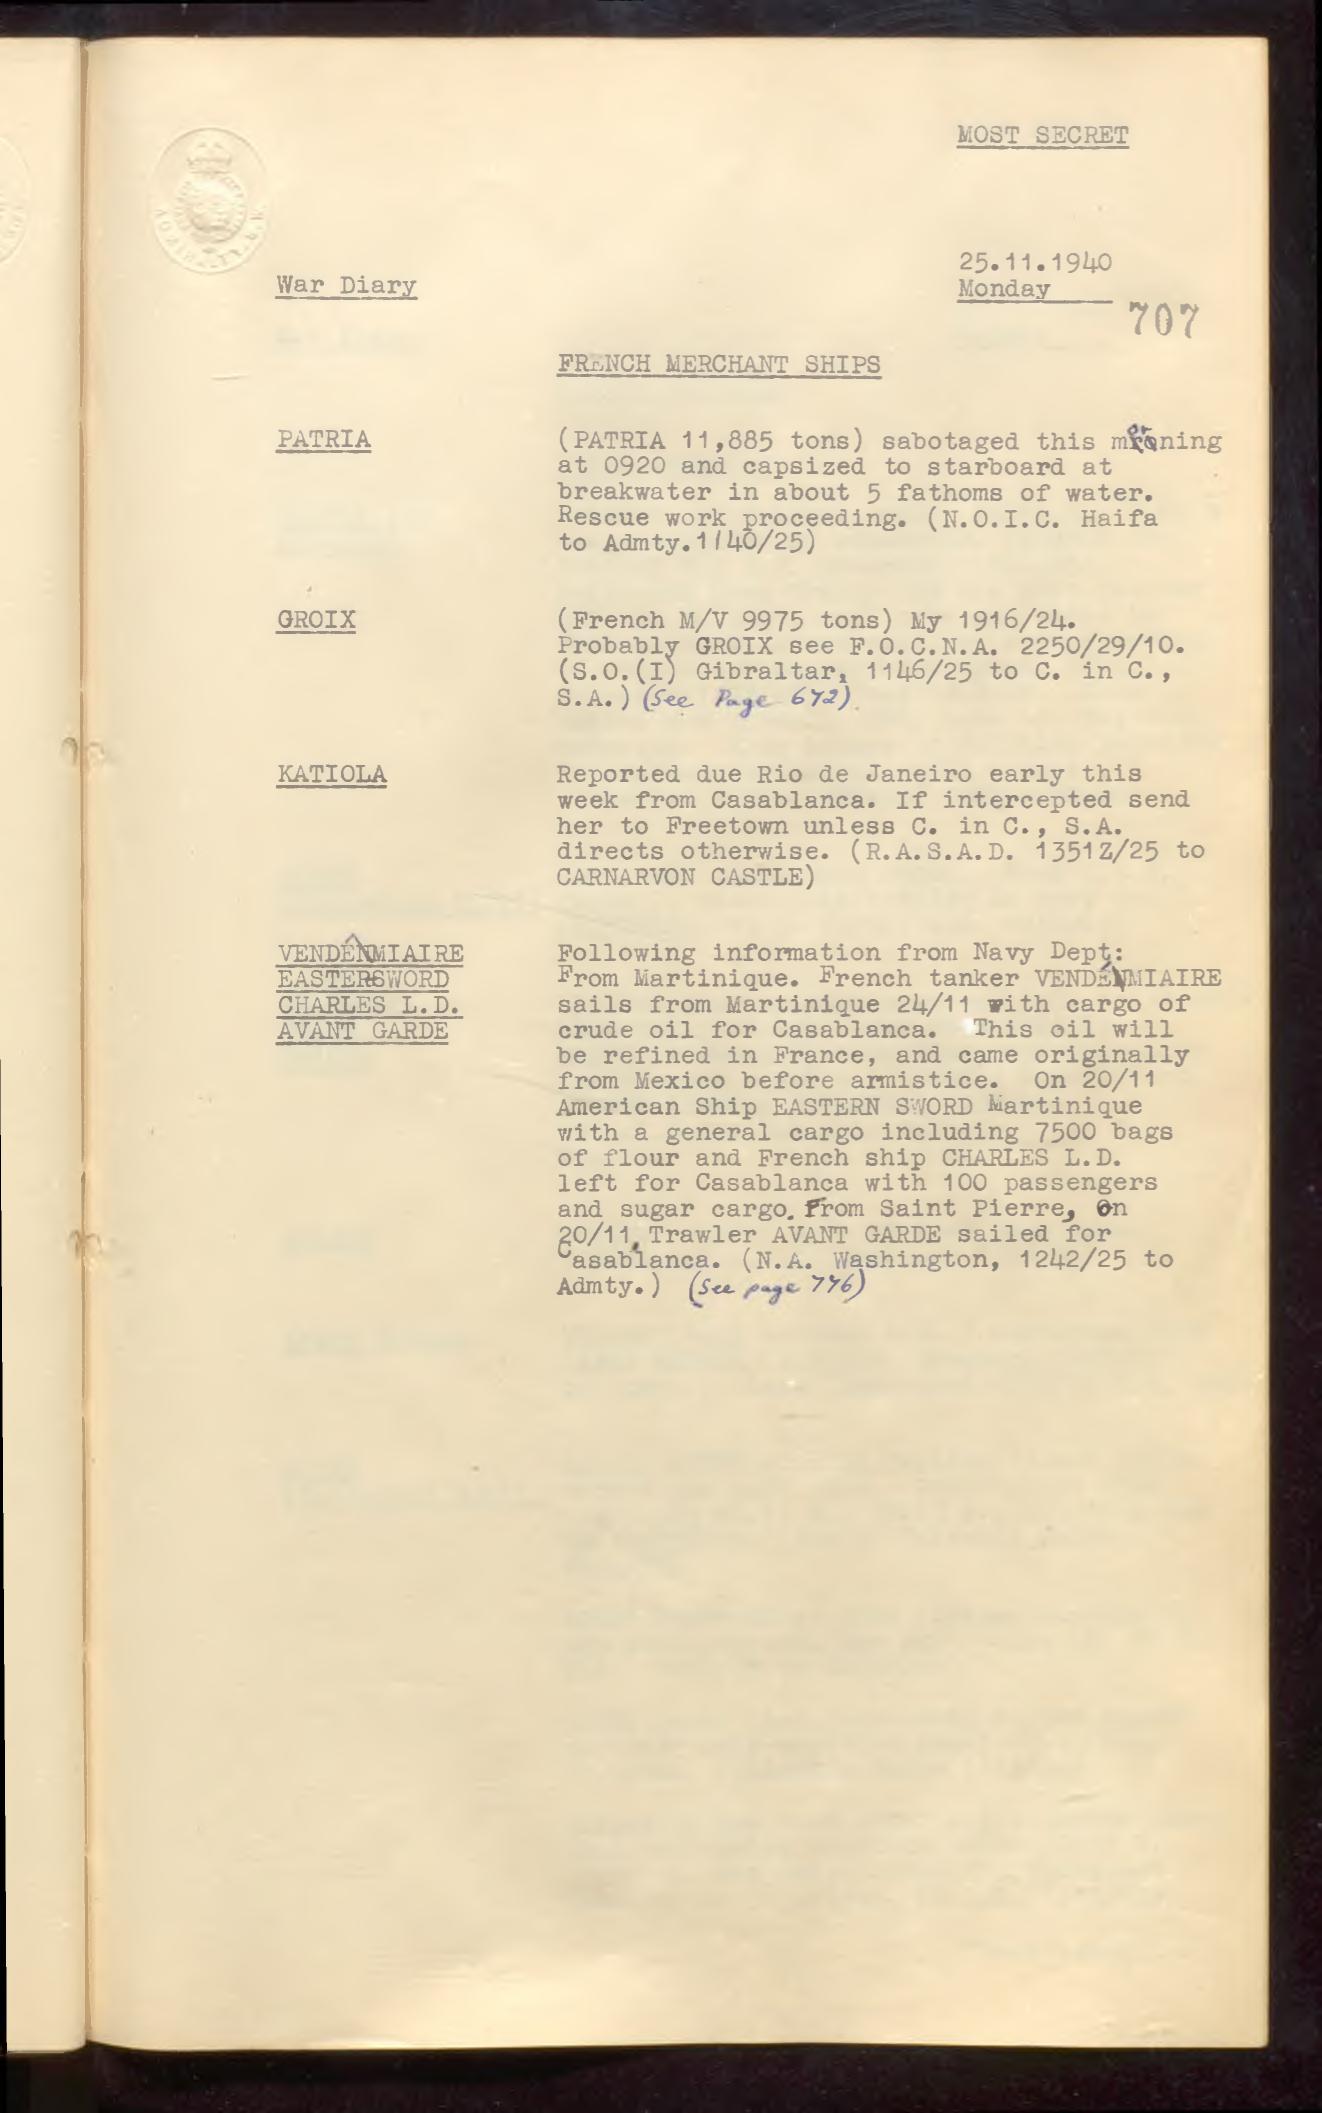 MOST SECRET
25.11.1940
War Diary
Monday
707
FRENCH MERCHANT SHIPS
PATRIA
(PATRIA 11,885 tons) sabotaged this morning
at 0920 and capsized to starboard at
breakwater in about 5 fathoms of water.
Rescue work proceeding. (N.O.I.C. Haifa
to Admty.1140/25)
GROIX
(French M/V 9975 tons) My 1916/24.
Probably GROIX see F.O.C.N.A. 2250/29/10.
(S.O.(I) Gibraltar, 1146/25 to C. in C.,
S.A.) (See Page 672).
KATIOLA
Reported due Rio de Janeiro early this
week from Casablanca. If intercepted send
her to Freetown unless C. in C., S.A.
directs otherwise. (R.A.S.A.D. 1351Z/25 to
CARNARVON CASTLE)
VENDÉMIAIRE
EASTERSWORD
CHARLES L.D.
AVANT GARDE
Following information from Navy Dept:
From Martinique. French tanker VENDÉMIAIRE
sails from Martinique 24/11 with cargo of
crude oil for Casablanca. This oil will
be refined in France, and came originally
from Mexico before armistice. On 20/11
American Ship EASTERN SWORD Martinique
with a general cargo including 7500 bags
of flour and French ship CHARLES L.D.
left for Casablanca with 100 passengers
and sugar cargo. From Saint Pierre, On
20/11, Trawler AVANT GARDE sailed for
Casablanca. (N.A. Washington, 1242/25 to
Admty.) (See page 776)